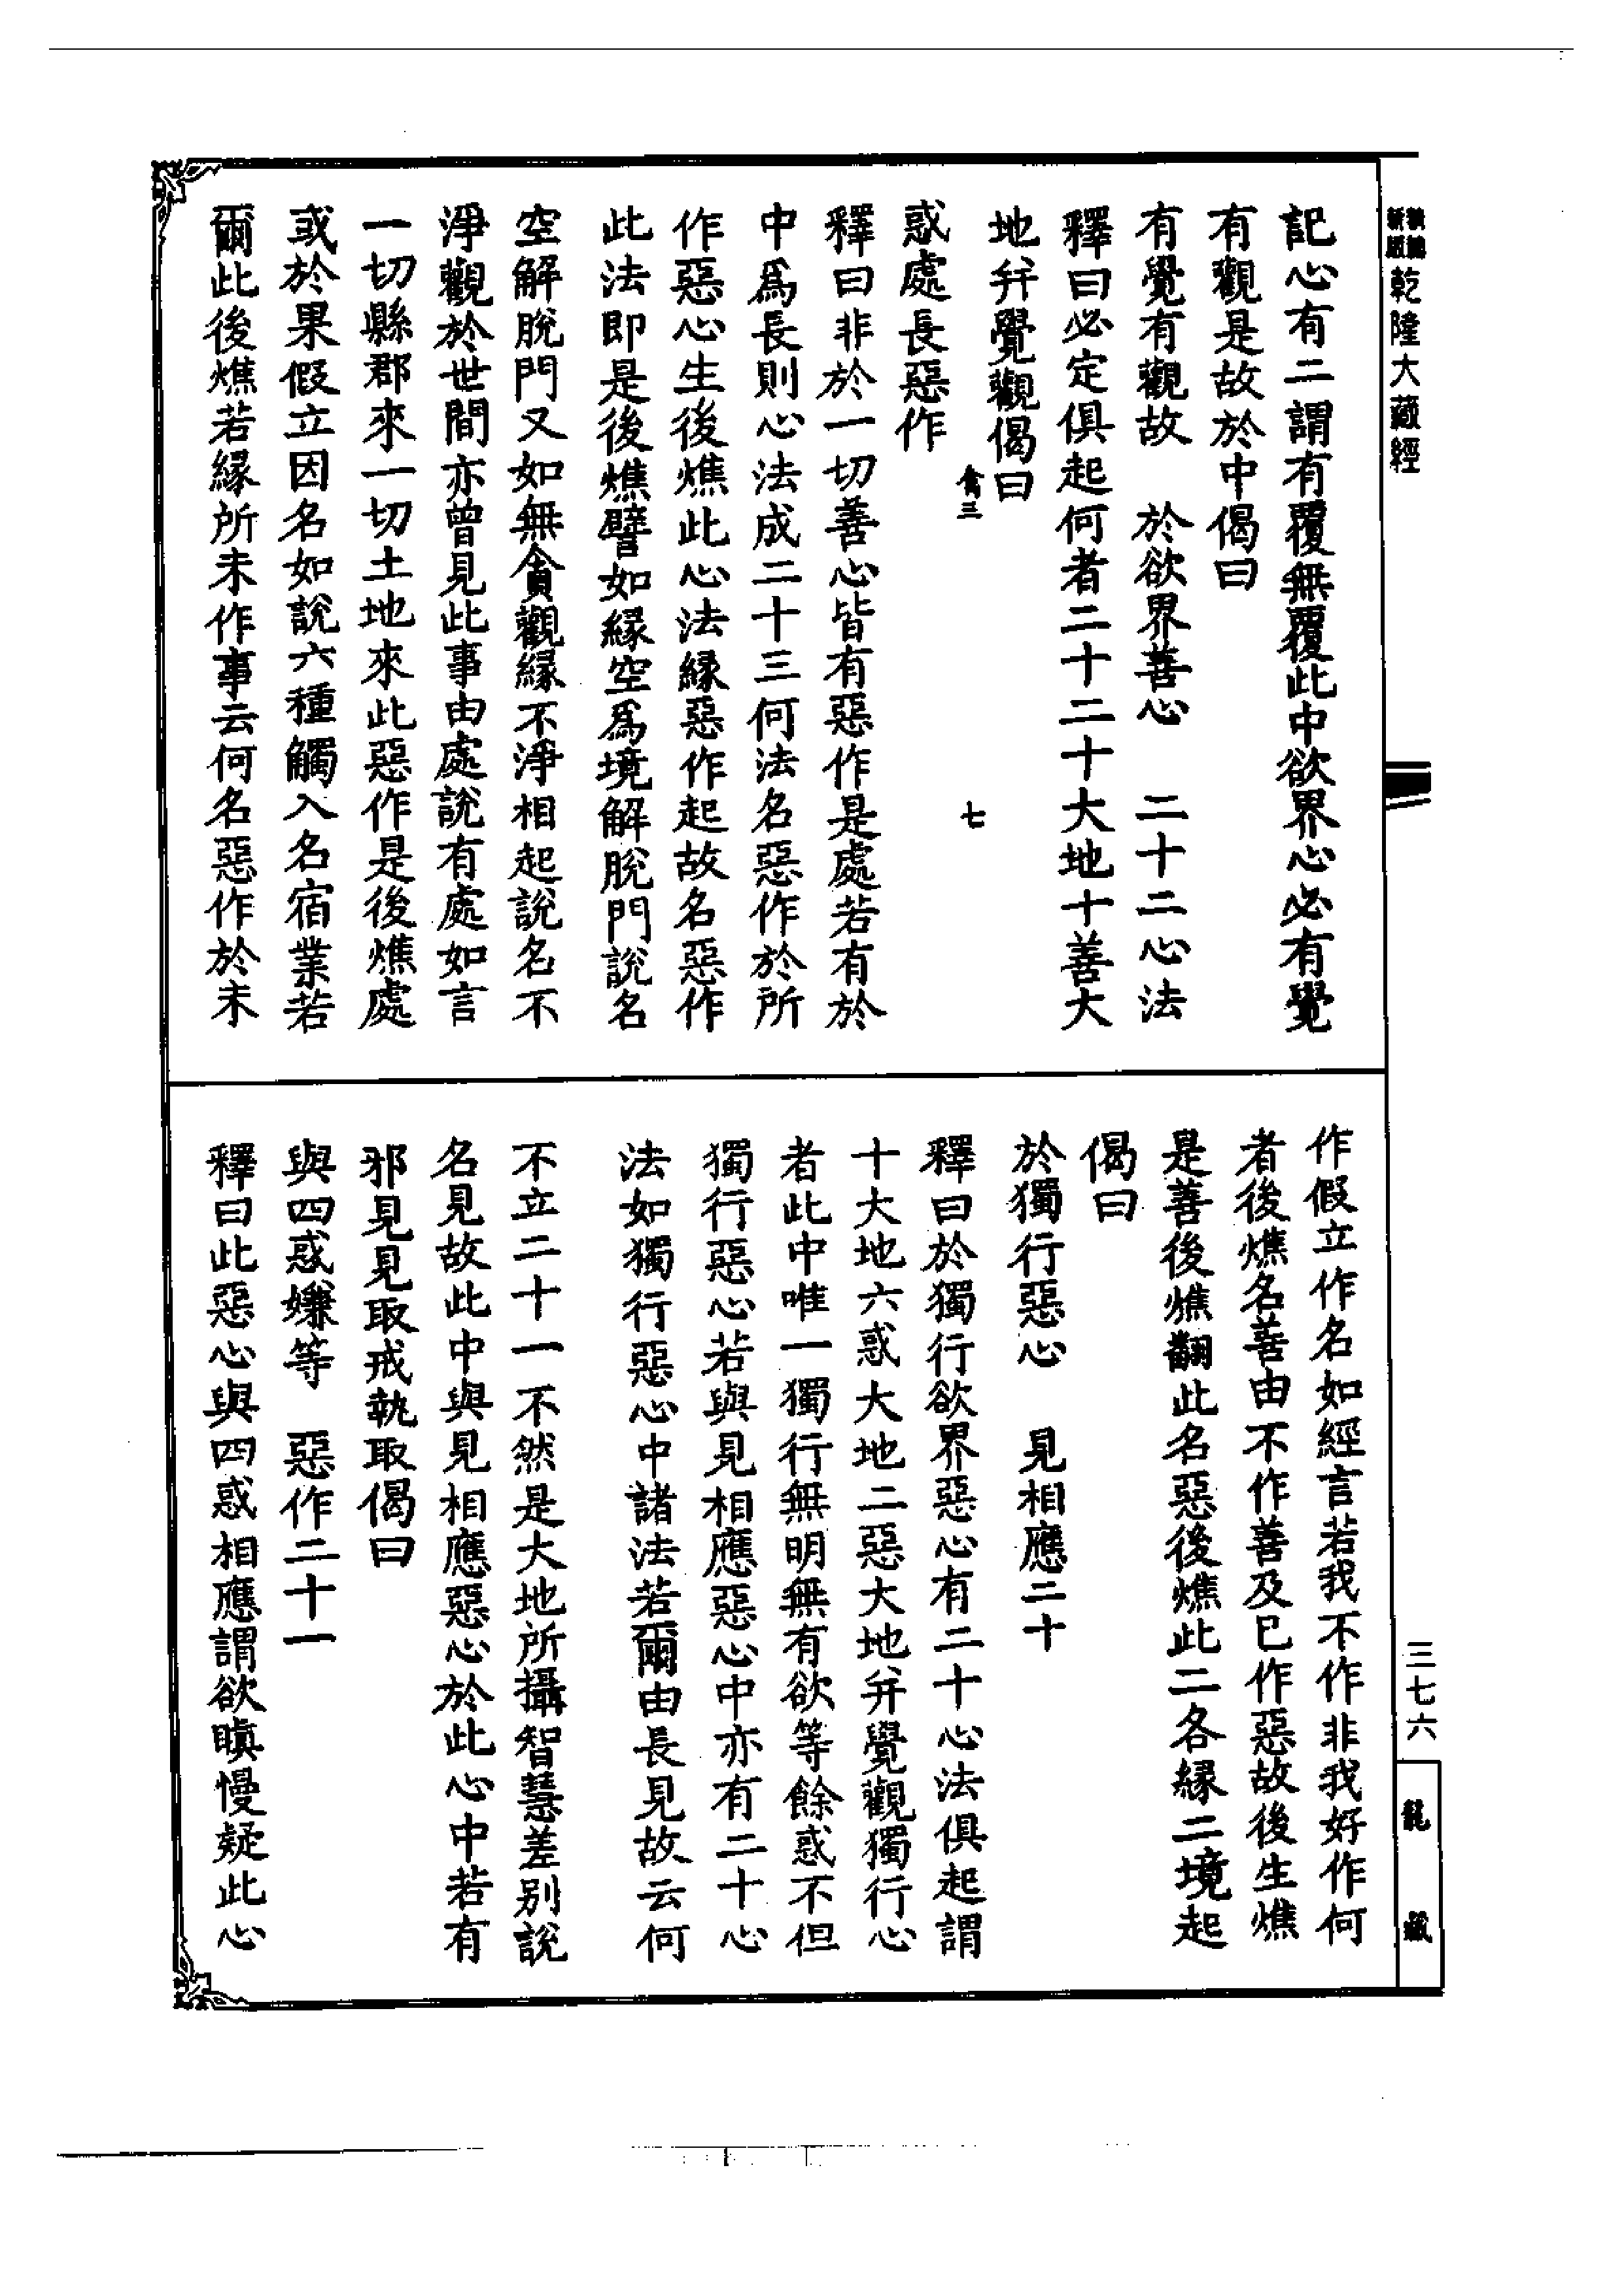 新編
新版
乾隆大藏經
記心有二謂有覆無覆此中欲界心必有覺
有觀是故於中偈曰
有覺有觀故　於欲界善心　二十二心法
釋曰必定俱起何者二十二十大地十善大
地并覺觀偈曰
禽三　七
惑處長惡作
釋曰非於一切善心皆有惡作是處若有於
中爲長則心法成二十三何法名惡作於所
作惡心生後燋此心法緣惡作起故名惡作
此法即是後燋譬如緣空爲境解脫門說名
空解脫門又如無貪觀緣不淨相起說名不
淨觀於世間亦曾見此事由處說有處如言
一切縣郡來一切土地來此惡作是後燋處
或於果假立因名如說六種觸入名宿業若
爾此後燋若緣所未作事云何名惡作於未
作假立作名如經言若我不作非我好作何
者後燋名善由不作善及已作惡故後生燋
是善後燋翻此名惡後燋此二各緣二境起
偈曰
於獨行惡心　見相應二十
釋曰於獨行欲界惡心有二十心法俱起謂
十大地六惑大地二惡大地并覺觀獨行心
者此中唯一獨行無明無有欲等餘惑不但
獨行惡心若與見相應惡心中亦有二十心
法如獨行惡心中諸法若爾由長見故云何
不立二十一不然是大地所攝智慧差別說
名見故此中與見相應惡心於此心中若有
邪見見取戒執取偈曰
與四惑嫌等　惡作二十一
釋曰此惡心與四惑相應謂欲瞋慢疑此心
三七六
龍藏